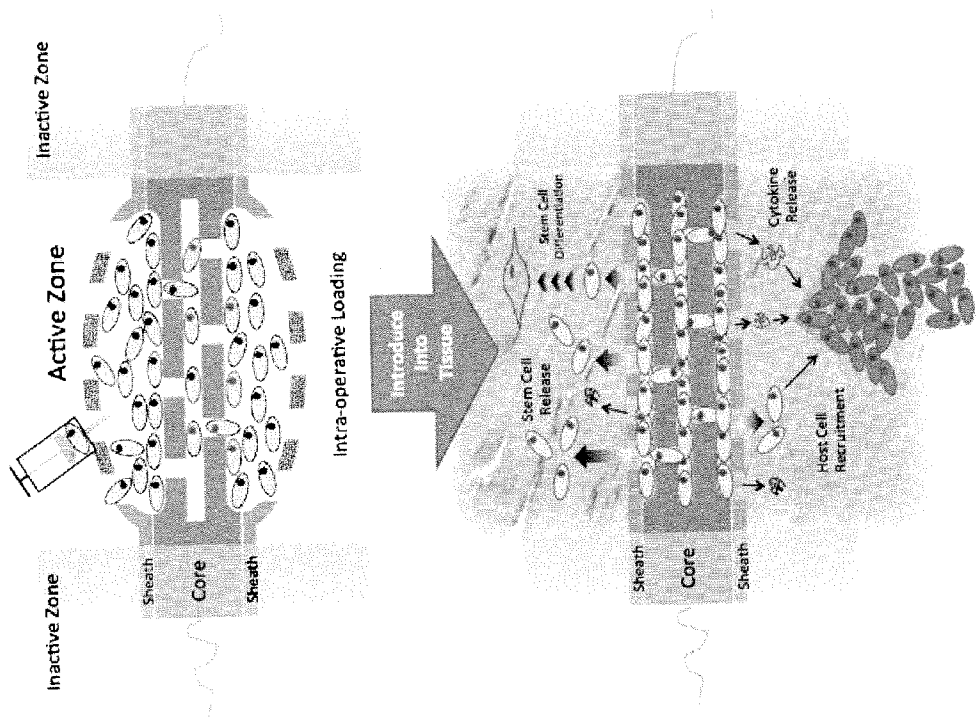 Inactive Zone
Active Zone
Inactive Zone
Sheath
Core
Sheath
Intra-operative Loading
Introduce
Into
Tissue
Stem Cell
Release
Stem Cell
Differentiation
Sheath
Core
Sheath
Host Cell
Recruitment
Cytokine
Release